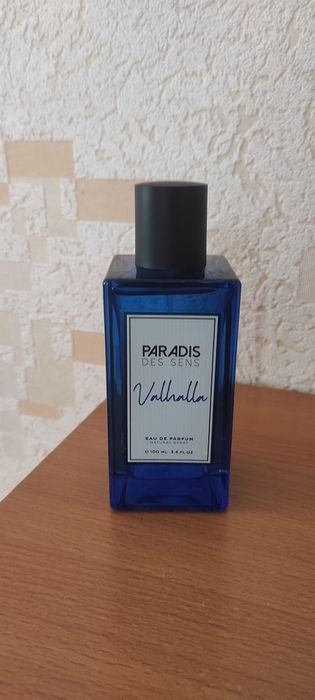 PARADIS
DES SENS
Valhalla
EAU DE PARFUM
NATURAL SPRAY
℮ 100 ML 3.4 FL.OZ